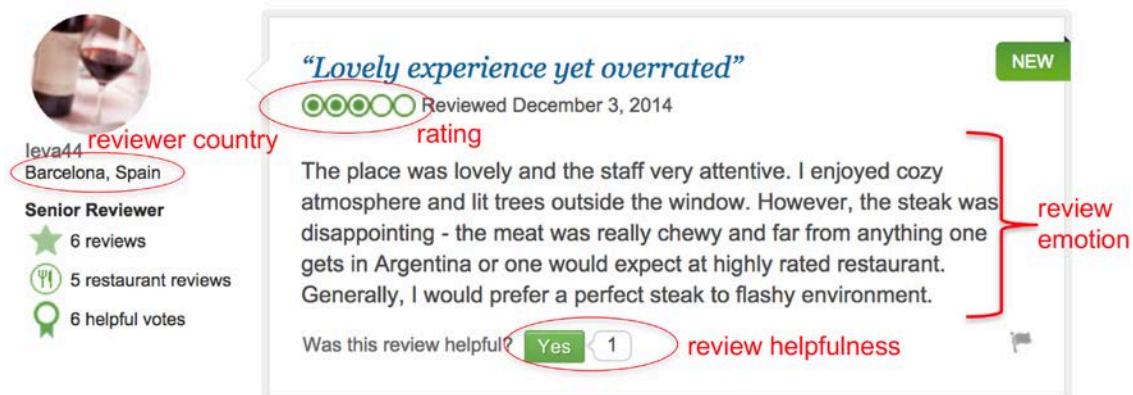 “Lovely experience yet overrated”
NEW
Reviewed December 3, 2014
rating
reviewer country
leva44
Barcelona, Spain
Senior Reviewer
6 reviews
5 restaurant reviews
6 helpful votes
The place was lovely and the staff very attentive. I enjoyed cozy
atmosphere and lit trees outside the window. However, the steak was
disappointing - the meat was really chewy and far from anything one
gets in Argentina or one would expect at highly rated restaurant.
Generally, I would prefer a perfect steak to flashy environment.
review
emotion
Was this review helpful? Yes 1
review helpfulness